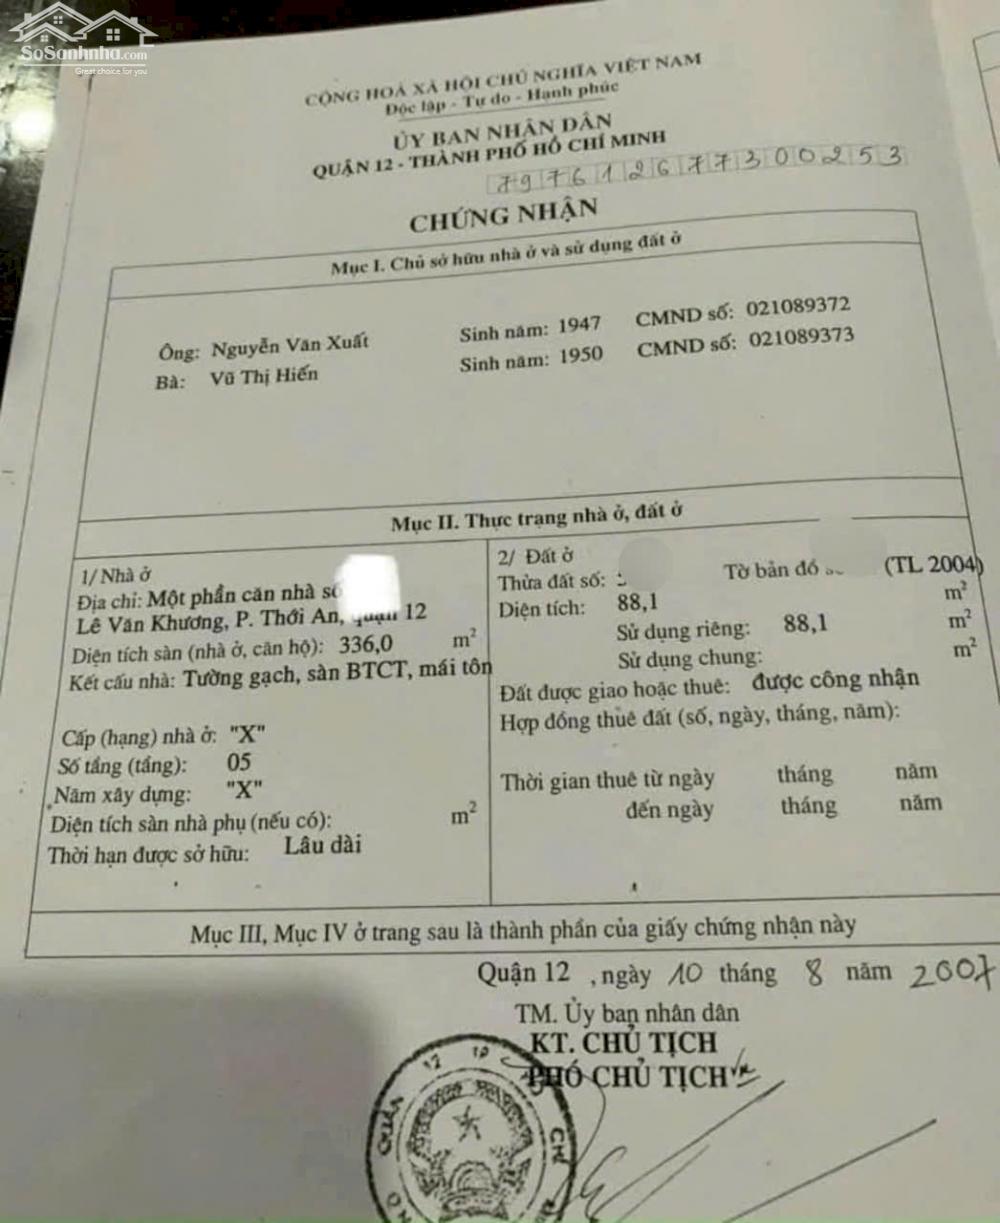 SoSanhnha.com
Great choice for you
CỘNG HOÀ XÃ HỘI CHỦ NGHĨA VIỆT NAM
Độc lập - Tự do - Hạnh phúc
ỦY BAN NHÂN DÂN
QUẬN 12 - THÀNH PHỐ HỒ CHÍ MINH
797612677300253
CHỨNG NHẬN
Mục I. Chủ sở hữu nhà ở và sử dụng đất ở
Ông: Nguyễn Văn Xuất Sinh năm: 1947 CMND số: 021089372
Bà: Vũ Thị Hiến Sinh năm: 1950 CMND số: 021089373
Mục II. Thực trạng nhà ở, đất ở
1/ Nhà ở
Địa chỉ: Một phần căn nhà số
Lê Văn Khương, P. Thới An, quận 12
Diện tích sàn (nhà ở, căn hộ): 336,0 m²
Kết cấu nhà: Tường gạch, sàn BTCT, mái tôn
Cấp (hạng) nhà ở: "X"
Số tầng (tầng): 05
Năm xây dựng: "X"
Diện tích sàn nhà phụ (nếu có): m²
Thời hạn được sở hữu: Lâu dài
2/ Đất ở
Thửa đất số: Tờ bản đồ (TL 2004)
Diện tích: 88,1 m²
Sử dụng riêng: 88,1 m²
Sử dụng chung: m²
Đất được giao hoặc thuê: được công nhận
Hợp đồng thuê đất (số, ngày, tháng, năm):
Thời gian thuê từ ngày tháng năm
đến ngày tháng năm
Mục III, Mục IV ở trang sau là thành phần của giấy chứng nhận này
Quận 12 , ngày 10 tháng 8 năm 2007
TM. Ủy ban nhân dân
KT. CHỦ TỊCH
PHÓ CHỦ TỊCH
QUẬN 12